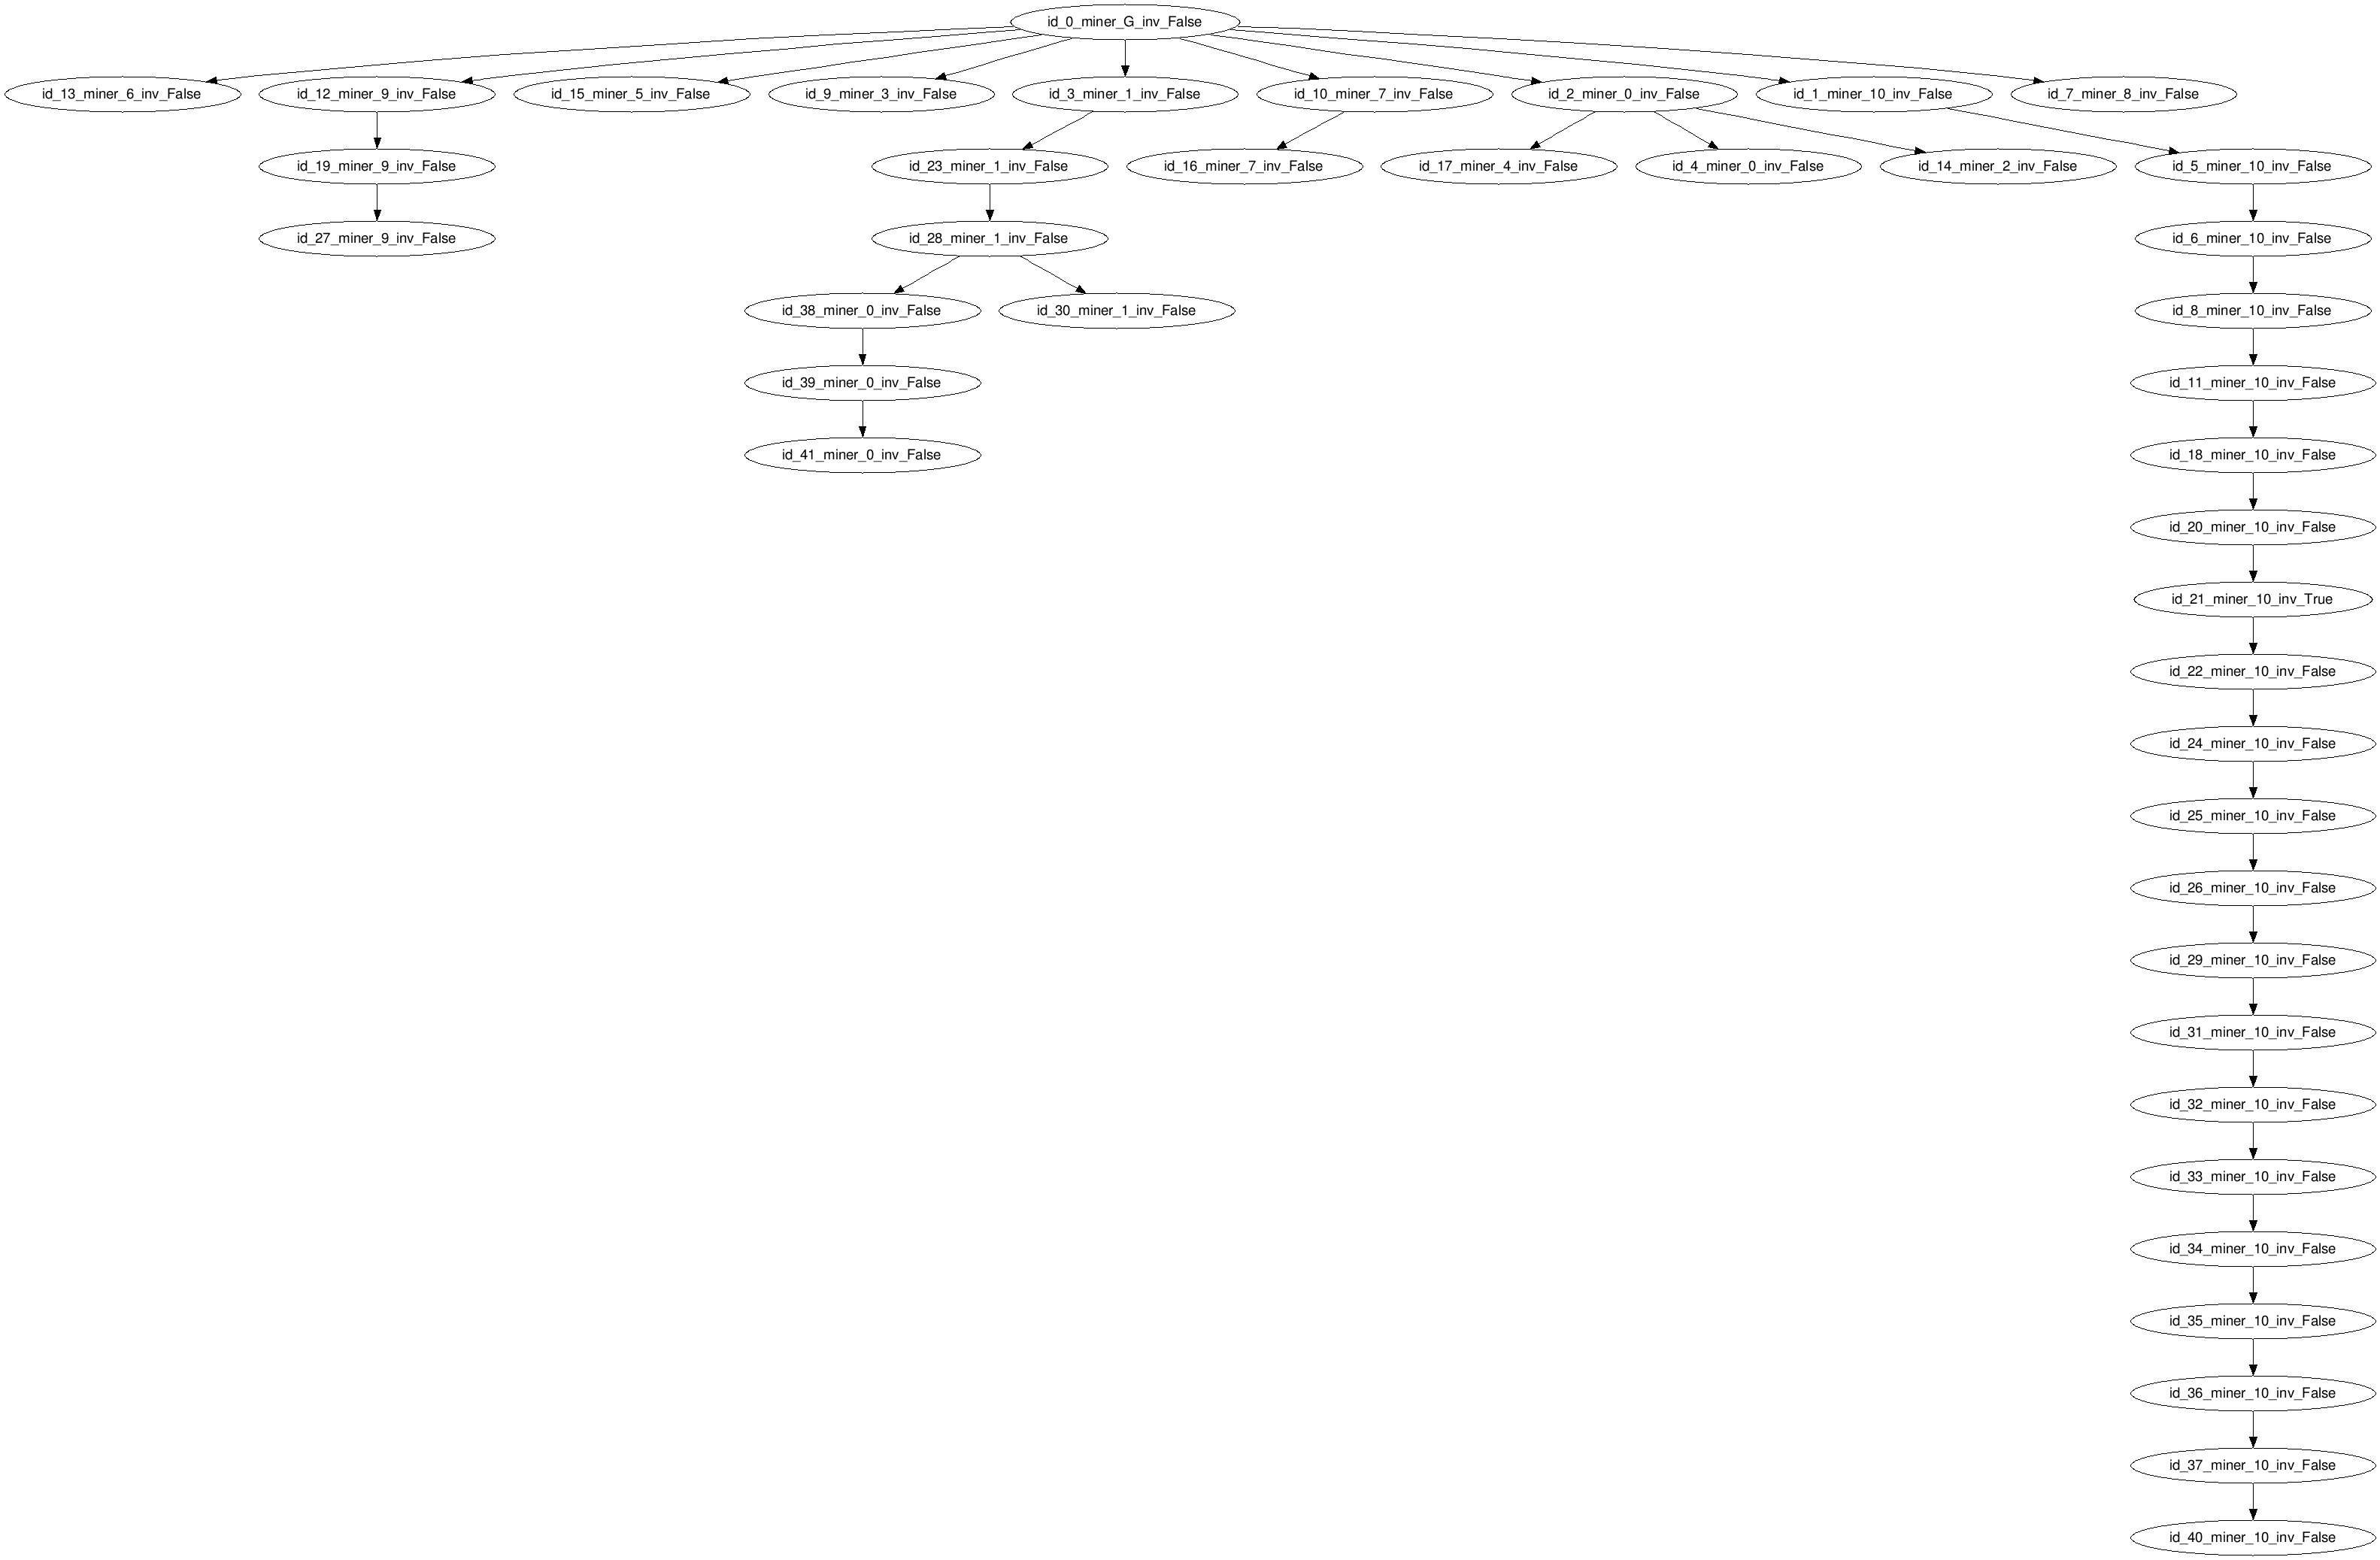 id_0_miner_G_inv_False
id_13_miner_6_inv_False
id_12_miner_9_inv_False
id_15_miner_5_inv_False
id_9_miner_3_inv_False
id_3_miner_1_inv_False
id_10_miner_7_inv_False
id_2_miner_0_inv_False
id_1_miner_10_inv_False
id_7_miner_8_inv_False
id_19_miner_9_inv_False
id_23_miner_1_inv_False
id_16_miner_7_inv_False
id_17_miner_4_inv_False
id_4_miner_0_inv_False
id_14_miner_2_inv_False
id_5_miner_10_inv_False
id_27_miner_9_inv_False
id_28_miner_1_inv_False
id_6_miner_10_inv_False
id_38_miner_0_inv_False
id_30_miner_1_inv_False
id_8_miner_10_inv_False
id_39_miner_0_inv_False
id_11_miner_10_inv_False
id_41_miner_0_inv_False
id_18_miner_10_inv_False
id_20_miner_10_inv_False
id_21_miner_10_inv_True
id_22_miner_10_inv_False
id_24_miner_10_inv_False
id_25_miner_10_inv_False
id_26_miner_10_inv_False
id_29_miner_10_inv_False
id_31_miner_10_inv_False
id_32_miner_10_inv_False
id_33_miner_10_inv_False
id_34_miner_10_inv_False
id_35_miner_10_inv_False
id_36_miner_10_inv_False
id_37_miner_10_inv_False
id_40_miner_10_inv_False